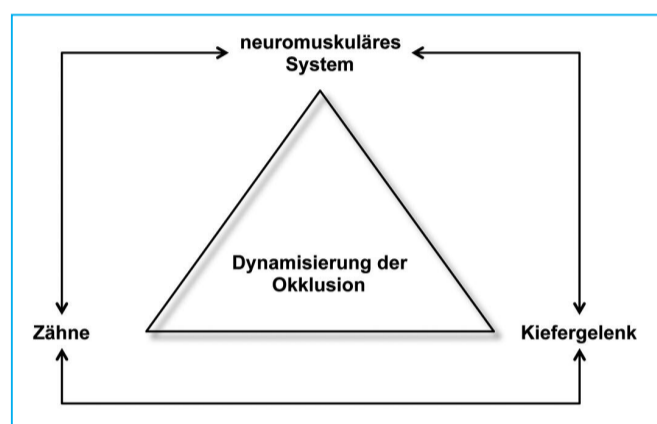 neuromuskuläres
System
Dynamisierung der
Okklusion
Zähne
Kiefergelenk